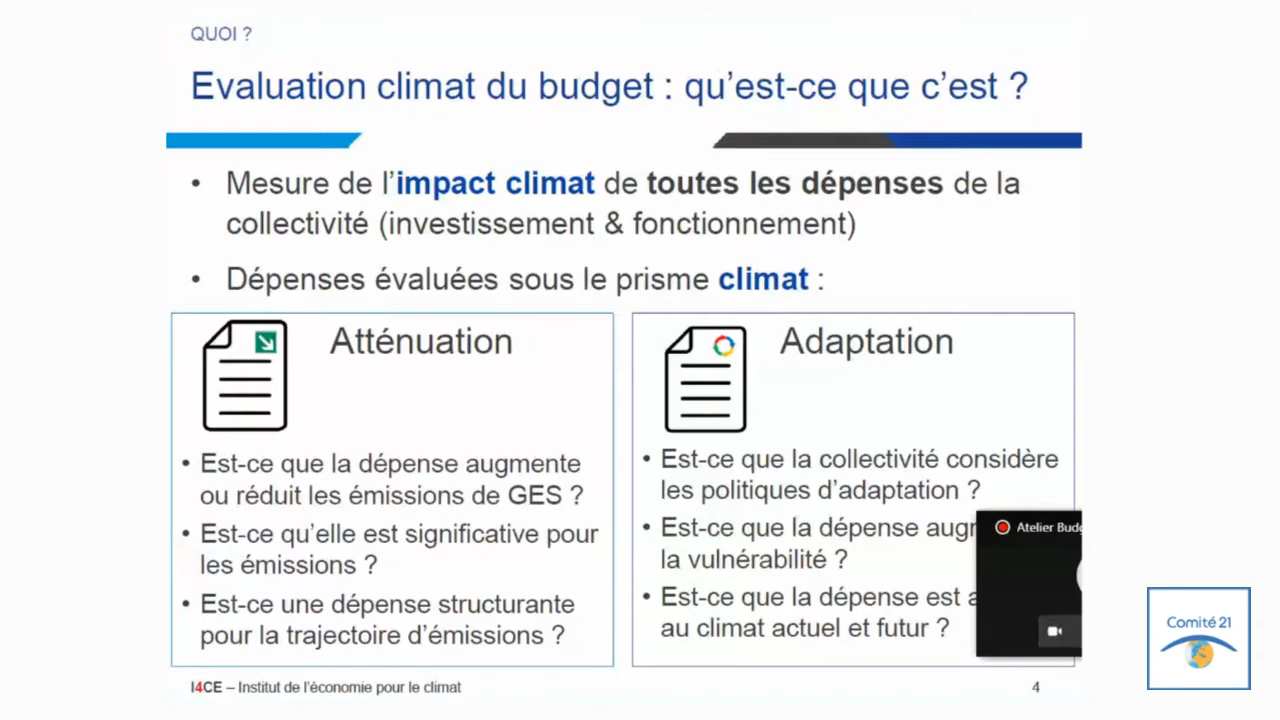 QUOI ?
Evaluation climat du budget : qu’est-ce que c’est ?
• Mesure de l’impact climat de toutes les dépenses de la
collectivité (investissement & fonctionnement)
• Dépenses évaluées sous le prisme climat :
Atténuation
• Est-ce que la dépense augmente
ou réduit les émissions de GES ?
• Est-ce qu’elle est significative pour
les émissions ?
• Est-ce une dépense structurante
pour la trajectoire d’émissions ?
Adaptation
• Est-ce que la collectivité considère
les politiques d’adaptation ?
• Est-ce que la dépense
la vulnérabilité ?
• Est-ce que la dépense est
au climat actuel et futur ?
Atelier
I4CE – Institut de l’économie pour le climat
4
Comité 21